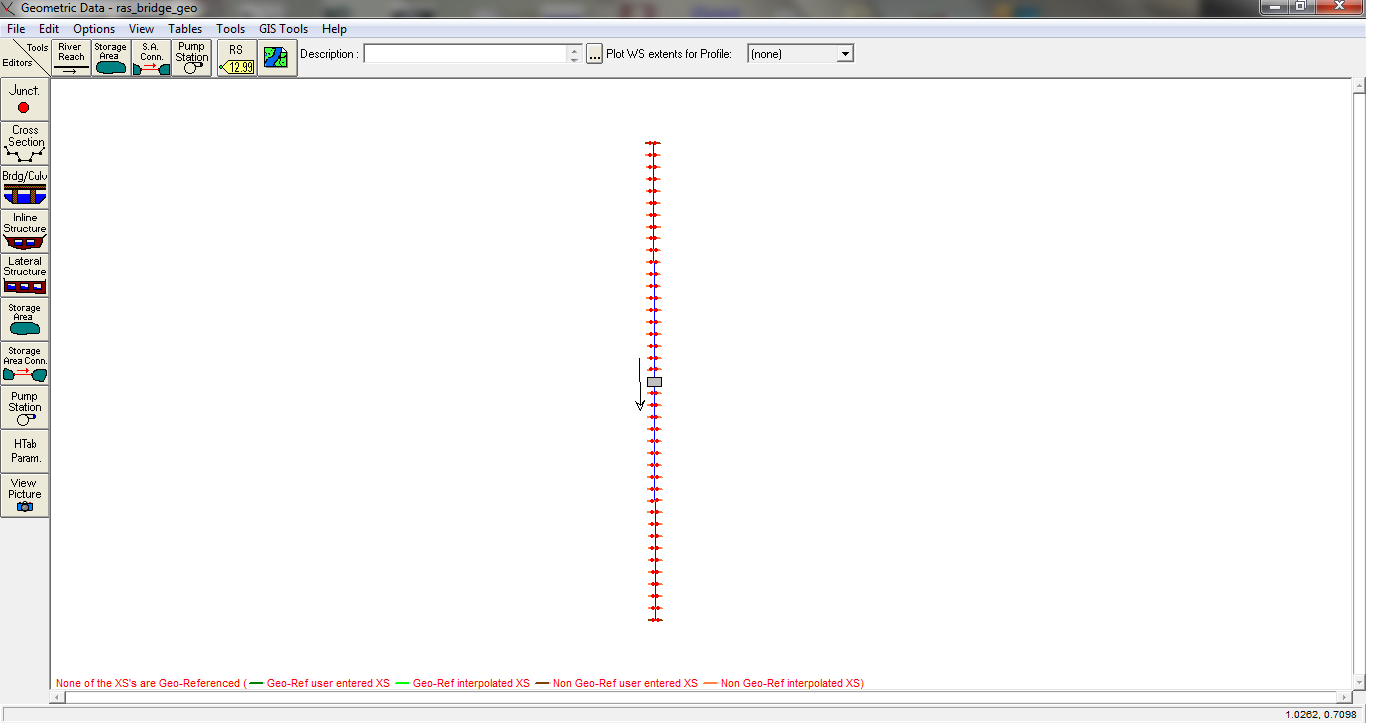 Geometric Data - ras_bridge_geo
File Edit Options View Tables Tools GIS Tools Help
Tools
Editors
River
Reach
Storage
Area
S.A.
Conn.
Pump
Station
RS
12.99
Description :
...
Plot WS extents for Profile:
(none)
Junct.
Cross
Section
Brdg/Culv
Inline
Structure
Lateral
Structure
Storage
Area
Storage
Area Conn.
Pump
Station
HTab
Param.
View
Picture
None of the XS's are Geo-Referenced ( Geo-Ref user entered XS Geo-Ref interpolated XS Non Geo-Ref user entered XS Non Geo-Ref interpolated XS)
1.0262, 0.7098